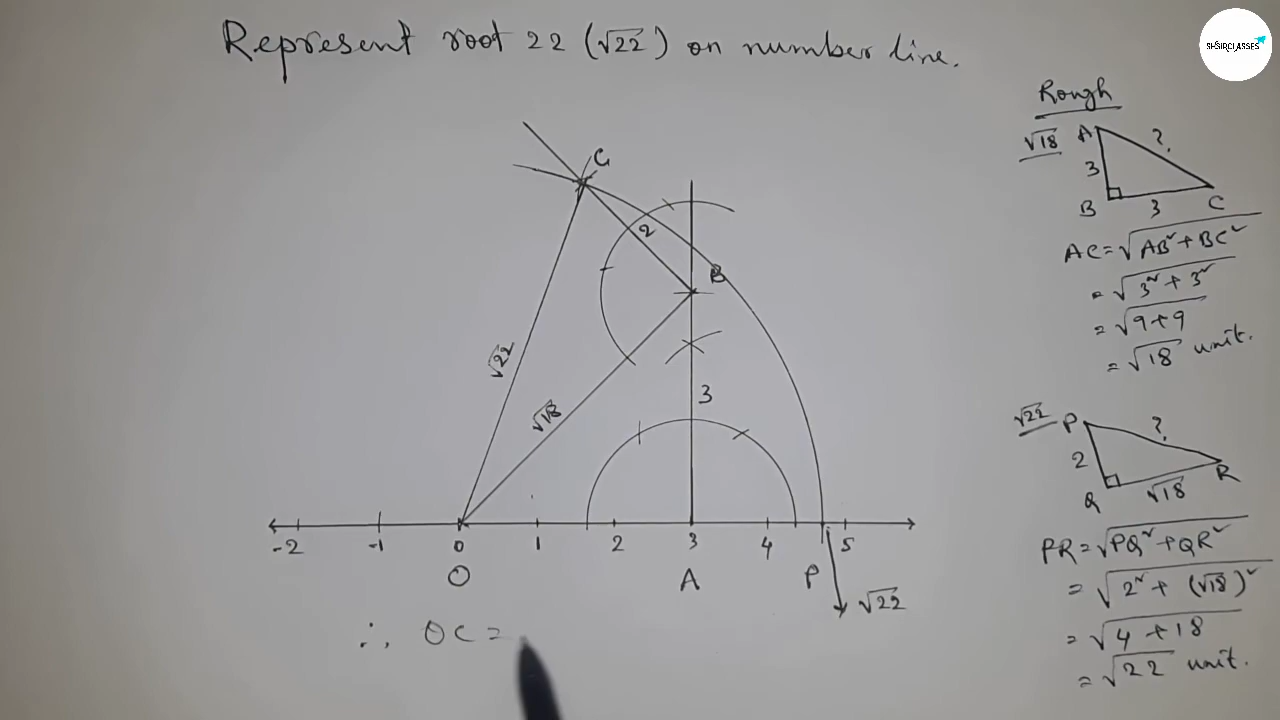 Represent root 22 (√22) on number line.
SHSIRCLASSES
Rough
√18 A ?
3
B 3 C
AC = √AB² + BC²
= √3² + 3²
= √9+9
= √18 unit.
C
2
B
√22
√18
3
-2 -1 0 1 2 3 4 5
O A P
√22
∴ OC =
√22 P ?
2
Q √18 R
PR = √PQ² + QR²
= √2² + (√18)²
= √4 + 18
= √22 unit.